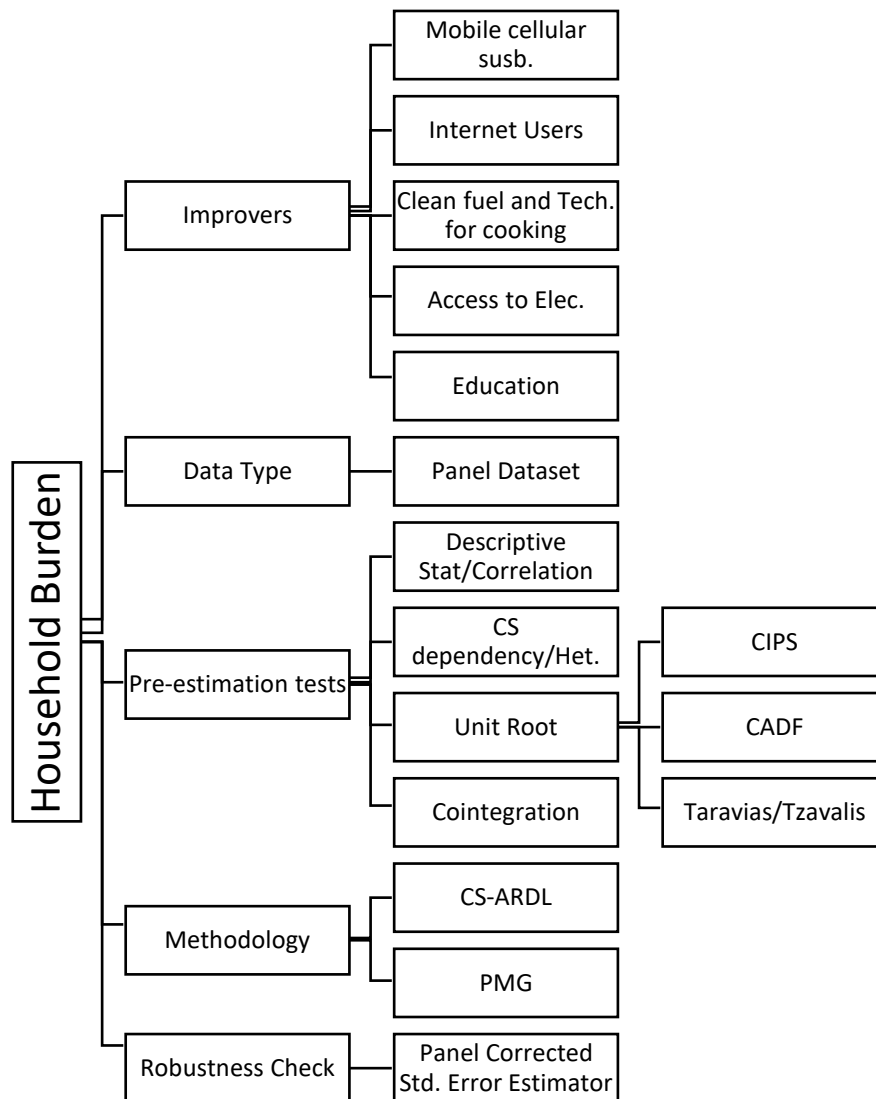 Household Burden
Improvers
Mobile cellular
susb.
Internet Users
Clean fuel and Tech.
for cooking
Access to Elec.
Education
Data Type
Panel Dataset
Pre-estimation tests
Descriptive
Stat/Correlation
CS
dependency/Het.
Unit Root
CIPS
CADF
Taravias/Tzavalis
Cointegration
Methodology
CS-ARDL
PMG
Robustness Check
Panel Corrected
Std. Error Estimator